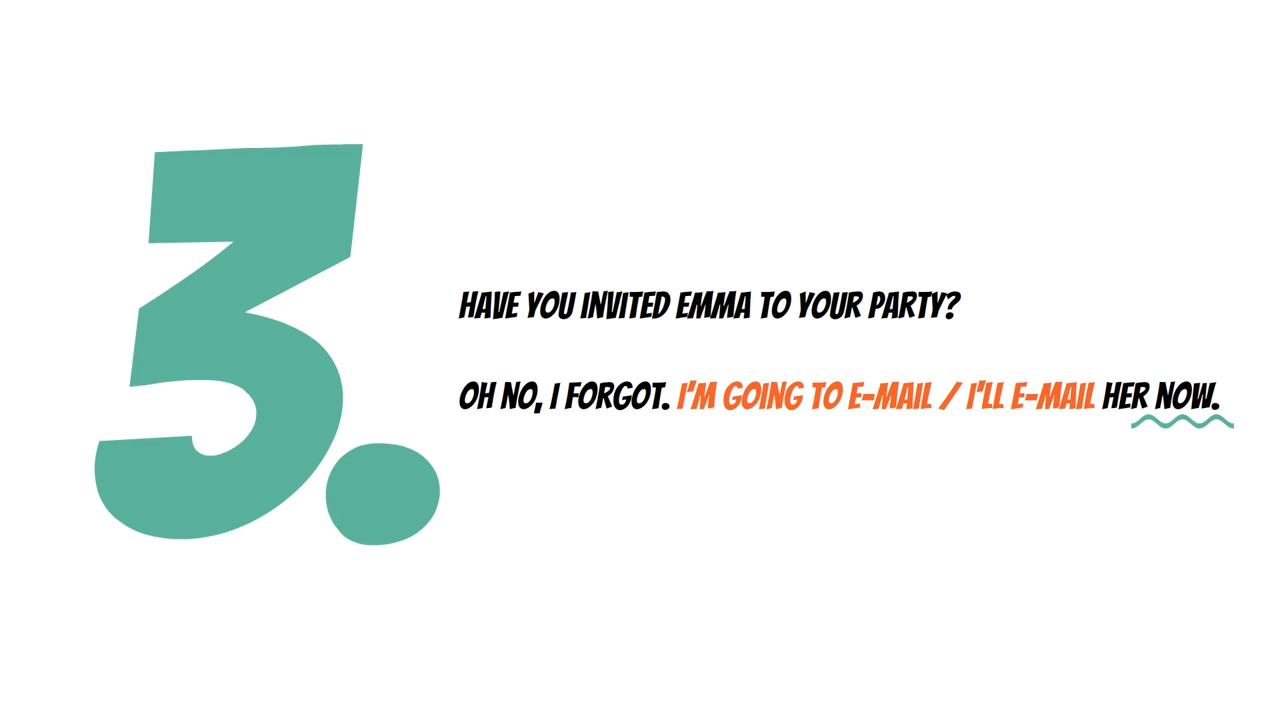 3.
HAVE YOU INVITED EMMA TO YOUR PARTY?
OH NO, I FORGOT. I'M GOING TO E-MAIL / I'LL E-MAIL HER NOW.